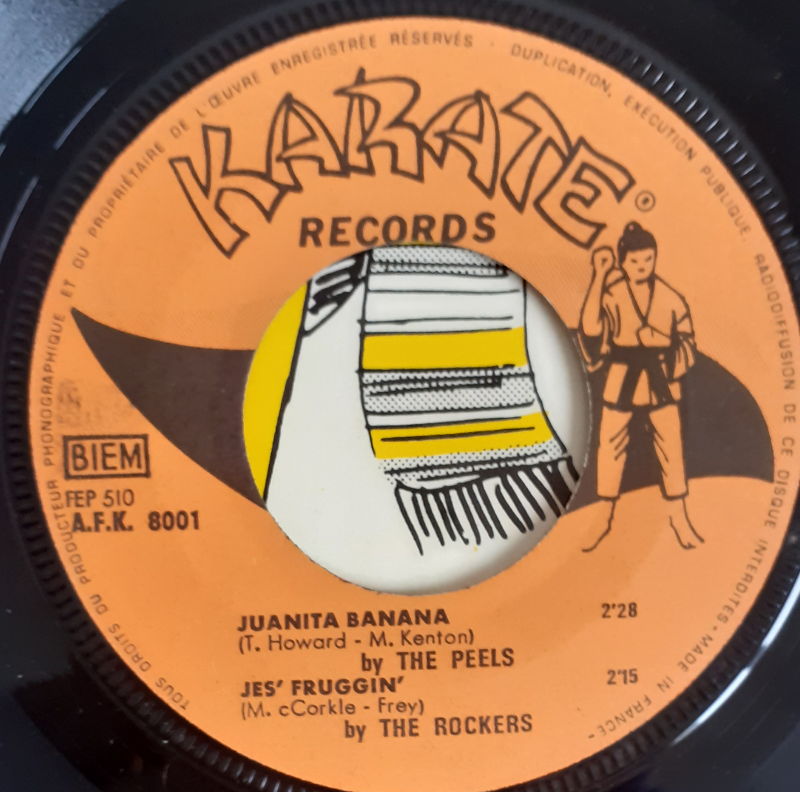 TOUS DROITS DU PRODUCTEUR PHONOGRAPHIQUE ET DU PROPRIÉTAIRE DE L'ŒUVRE ENREGISTRÉE RÉSERVÉS · DUPLICATION, EXÉCUTION PUBLIQUE, RADIODIFFUSION DE CE DISQUE INTERDITES - MADE IN FRANCE -
KARATE
RECORDS
BIEM
FEP 510
A.F.K. 8001
JUANITA BANANA 2'28
(T. Howard - M. Kenton)
by THE PEELS
JES' FRUGGIN' 2'15
(M. cCorkle - Frey)
by THE ROCKERS